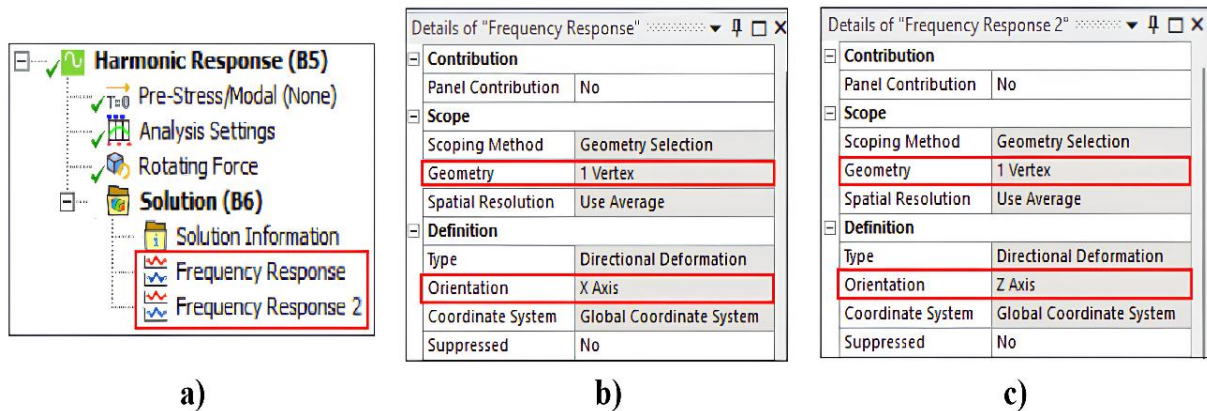 Harmonic Response (B5)
T=0 Pre-Stress/Modal (None)
Analysis Settings
Rotating Force
Solution (B6)
Solution Information
Frequency Response
Frequency Response 2
a)
Details of "Frequency Response"
Contribution
Panel Contribution No
Scope
Scoping Method Geometry Selection
Geometry 1 Vertex
Spatial Resolution Use Average
Definition
Type Directional Deformation
Orientation X Axis
Coordinate System Global Coordinate System
Suppressed No
b)
Details of "Frequency Response 2"
Contribution
Panel Contribution No
Scope
Scoping Method Geometry Selection
Geometry 1 Vertex
Spatial Resolution Use Average
Definition
Type Directional Deformation
Orientation Z Axis
Coordinate System Global Coordinate System
Suppressed No
c)